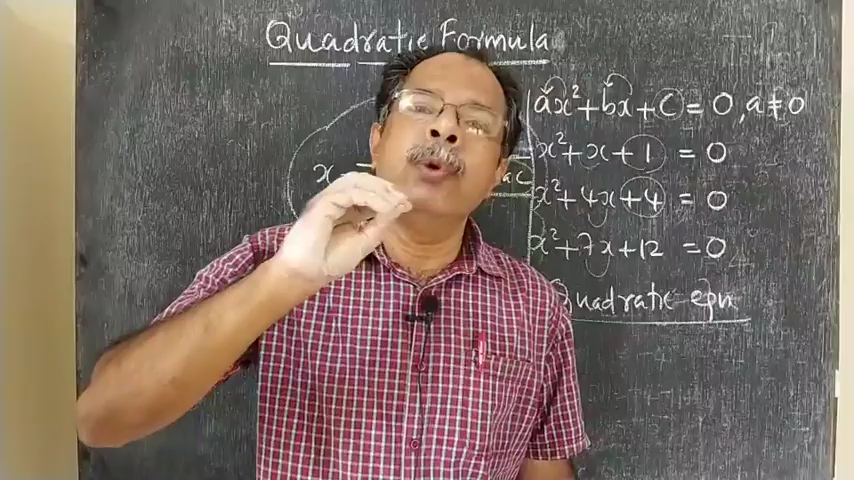 Quadratic Formula
ax²+bx+c = 0, a ≠ 0
x²+x+1 = 0
x
x²+4x+4 = 0
x²+7x+12 = 0
Quadratic eqn